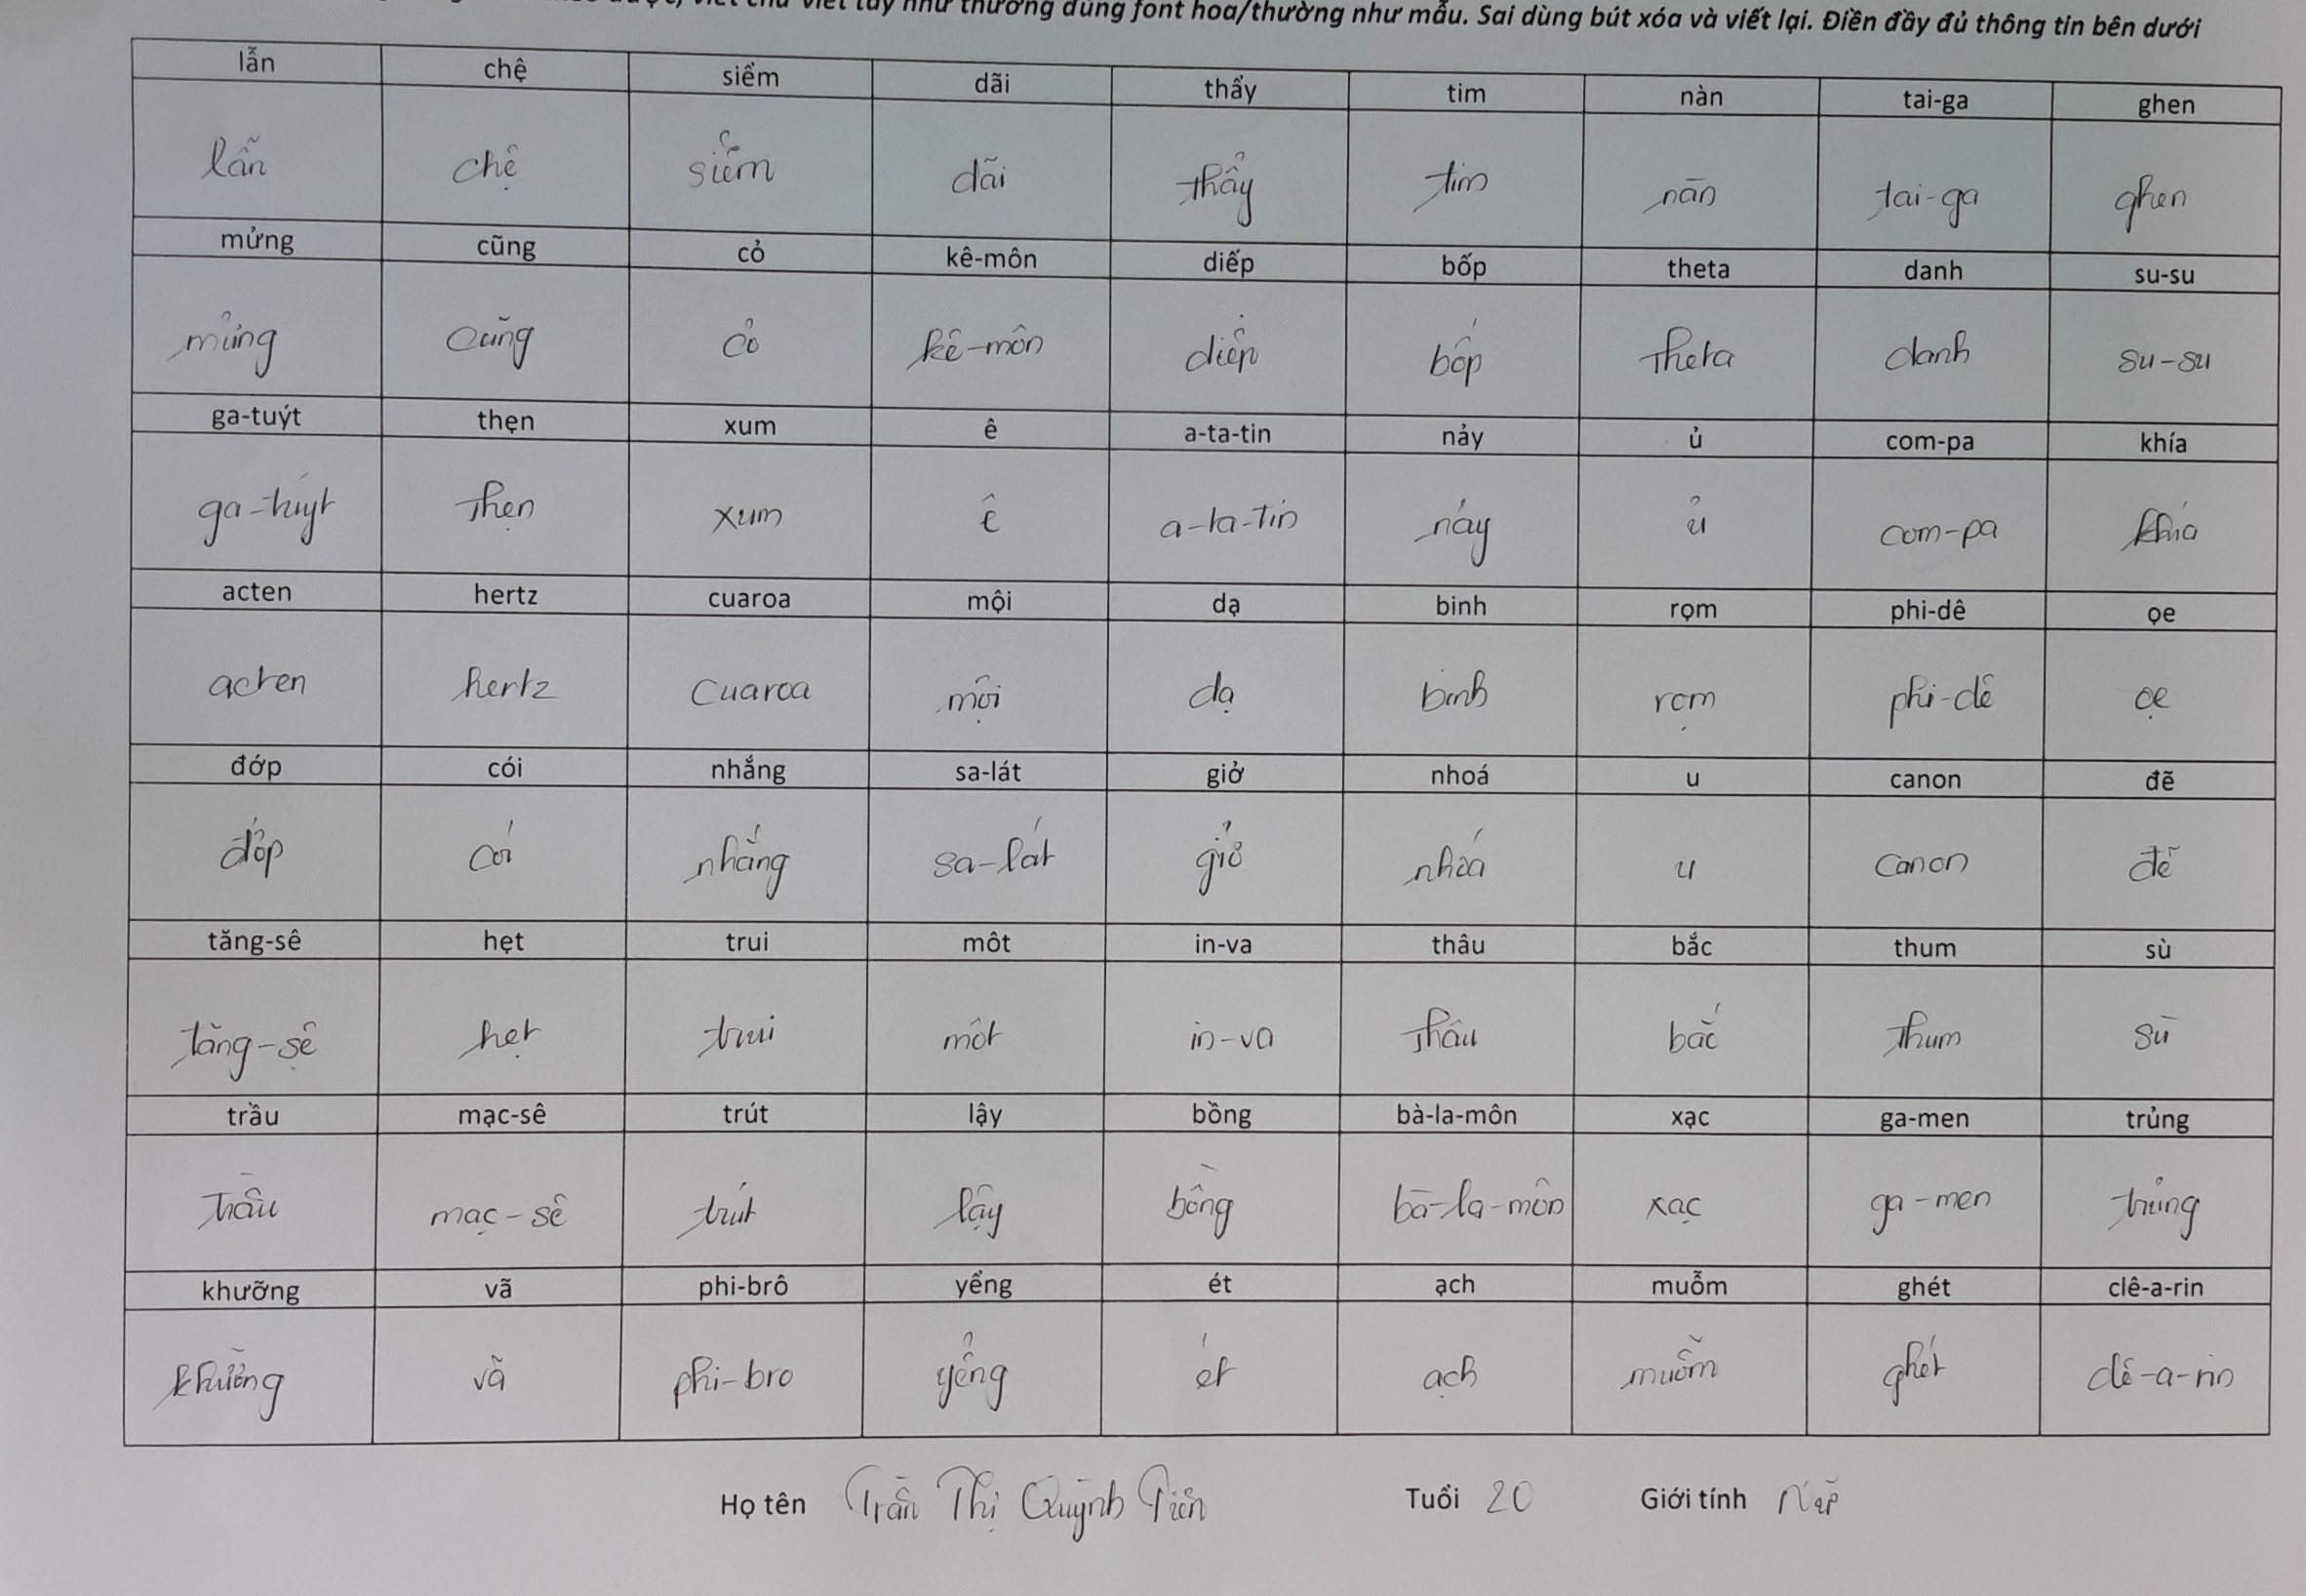 viết chữ viết tay như thường dùng font hoa/thường như mẫu. Sai dùng bút xóa và viết lại. Điền đầy đủ thông tin bên dưới
lẫn chệ siểm dãi thẩy tim nàn tai-ga ghen
lẫn chệ siểm dãi thẩy tim nàn tai-ga ghen
mửng cũng cỏ kê-môn diếp bốp theta danh su-su
mửng cũng cỏ kê-môn diếp bốp theta danh su-su
ga-tuýt thẹn xum ê a-ta-tin nảy ủ com-pa khía
ga-tuýt thẹn xum ê a-ta-tin nảy ủ com-pa khía
acten hertz cuaroa mội dạ binh rọm phi-dê ọe
acten hertz cuaroa mội dạ binh rọm phi-dê ọe
đớp cói nhắng sa-lát giở nhoá u canon đẽ
đớp cói nhắng sa-lát giở nhoá u canon đẽ
tăng-sê hẹt trui môt in-va thâu bắc thum sù
tăng-sê hẹt trui môt in-va thâu bắc thum sù
trầu mạc-sê trút lậy bồng bà-la-môn xạc ga-men trủng
trầu mạc-sê trút lậy bồng bà-la-môn xạc ga-men trủng
khưỡng vã phi-brô yểng ét ạch muỗm ghét clê-a-rin
khưỡng vã phi-bro yểng ét ạch muỗm ghét clê-a-rin
Họ tên Trần Thị Quỳnh Tiên Tuổi 20 Giới tính Nữ